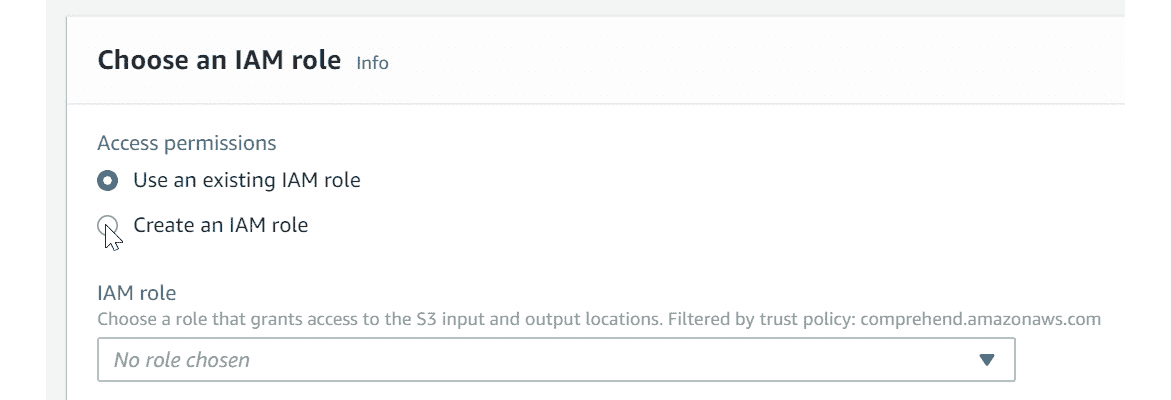 Choose an IAM role Info
Access permissions
Use an existing IAM role
Create an IAM role
IAM role
Choose a role that grants access to the S3 input and output locations. Filtered by trust policy: comprehend.amazonaws.com
No role chosen